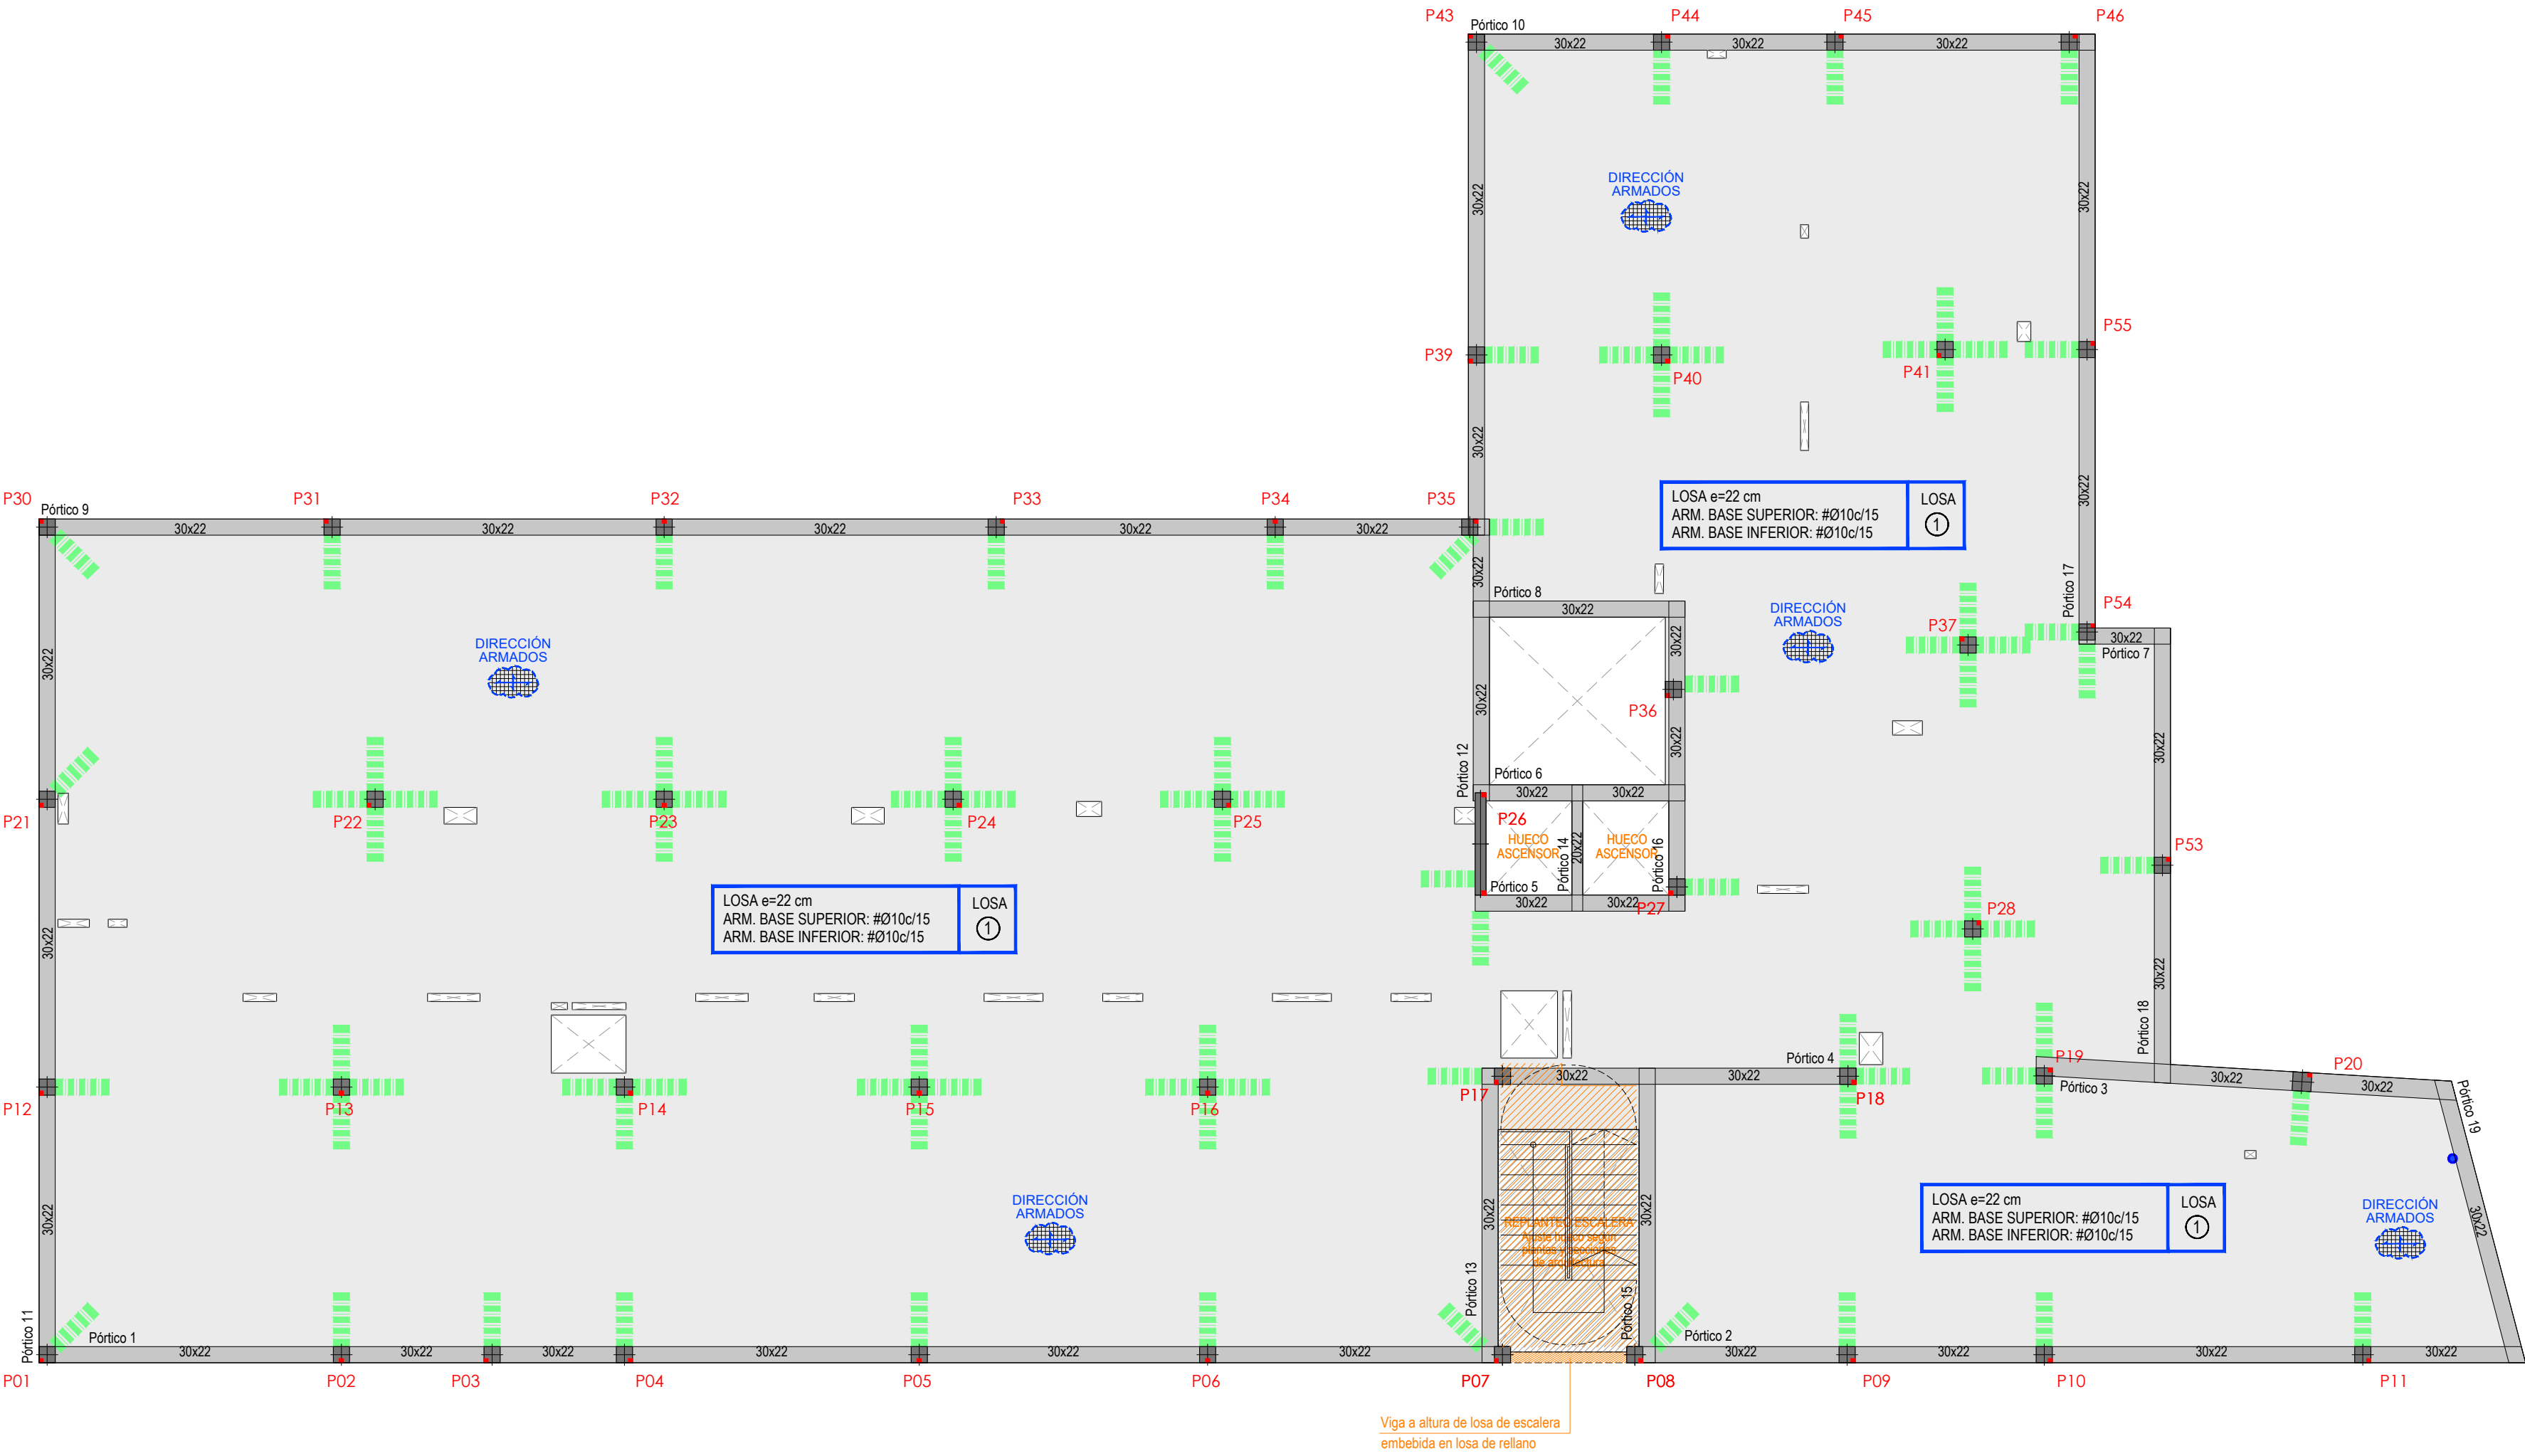 P43
P44
P45
P46
Pórtico 10
30x22
30x22
30x22
DIRECCIÓN
ARMADOS
30x22
30x22
P39
P40
P41
P55
30x22
30x22
LOSA e=22 cm
ARM. BASE SUPERIOR: #Ø10c/15
ARM. BASE INFERIOR: #Ø10c/15
LOSA
1
P30
P31
P32
P33
P34
P35
Pórtico 9
30x22
30x22
30x22
30x22
30x22
30x22
Pórtico 8
30x22
DIRECCIÓN
ARMADOS
Pórtico 17
P54
P37
30x22
Pórtico 7
DIRECCIÓN
ARMADOS
30x22
30x22
30x22
P36
30x22
30x22
Pórtico 12
Pórtico 6
30x22
30x22
P21
P22
P23
P24
P25
P26
HUECO
ASCENSOR
HUECO
ASCENSOR
Pórtico 14
20x22
Pórtico 16
P53
Pórtico 5
30x22
30x22
P27
P28
LOSA e=22 cm
ARM. BASE SUPERIOR: #Ø10c/15
ARM. BASE INFERIOR: #Ø10c/15
LOSA
1
30x22
30x22
Pórtico 18
P12
P13
P14
P15
P16
P17
30x22
30x22
Pórtico 4
P18
P19
Pórtico 3
30x22
P20
30x22
Pórtico 19
DIRECCIÓN
ARMADOS
30x22
30x22
30x22
REPLANTEO ESCALERA
Ajuste hueco según
plantas y secciones
de arquitectura
LOSA e=22 cm
ARM. BASE SUPERIOR: #Ø10c/15
ARM. BASE INFERIOR: #Ø10c/15
LOSA
1
DIRECCIÓN
ARMADOS
30x22
Pórtico 11
Pórtico 1
Pórtico 13
Pórtico 15
Pórtico 2
30x22
30x22
30x22
30x22
30x22
30x22
30x22
30x22
30x22
30x22
P01
P02
P03
P04
P05
P06
P07
P08
P09
P10
P11
Viga a altura de losa de escalera
embebida en losa de rellano